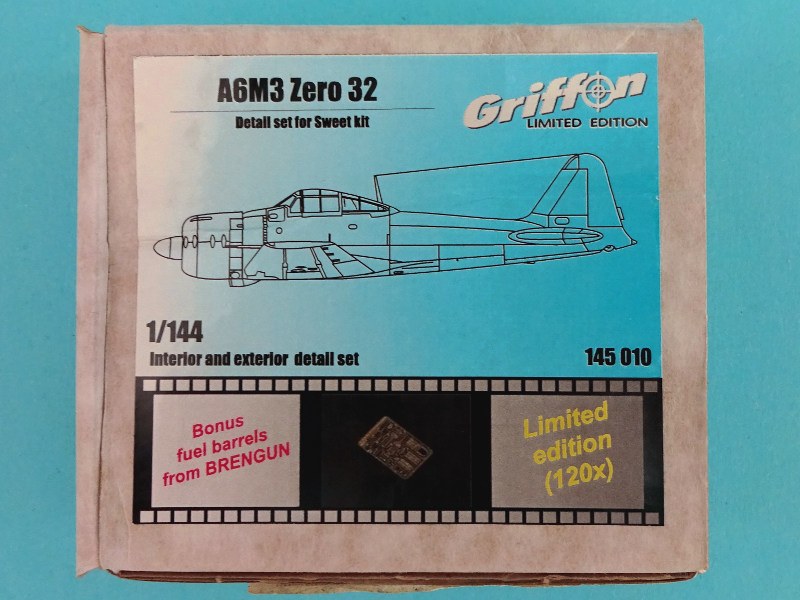 A6M3 Zero 32
Detail set for Sweet kit
Griffon
LIMITED EDITION
1/144
Interior and exterior detail set
145 010
Bonus
fuel barrels
from BRENGUN
Limited
edition
(120x)